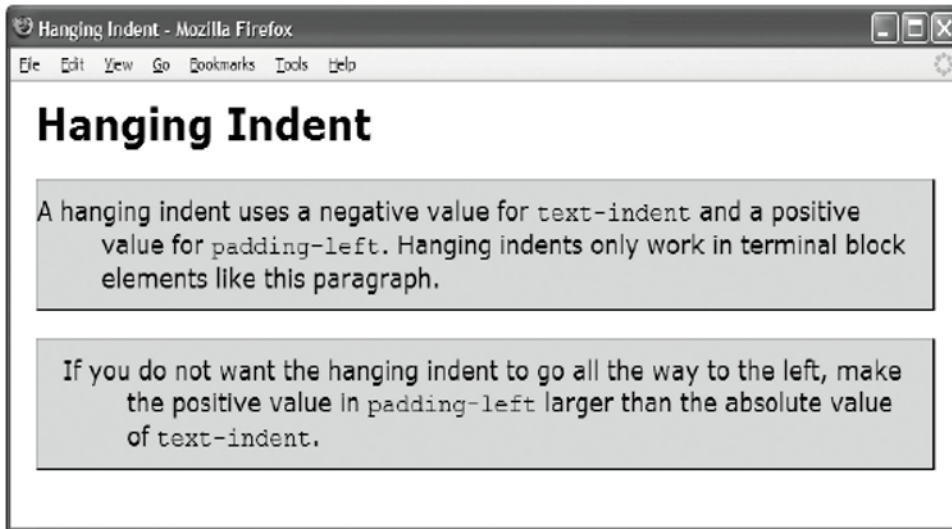 Hanging Indent - Mozilla Firefox
File Edit View Go Bookmarks Tools Help
Hanging Indent
A hanging indent uses a negative value for text-indent and a positive
value for padding-left. Hanging indents only work in terminal block
elements like this paragraph.
If you do not want the hanging indent to go all the way to the left, make
the positive value in padding-left larger than the absolute value
of text-indent.